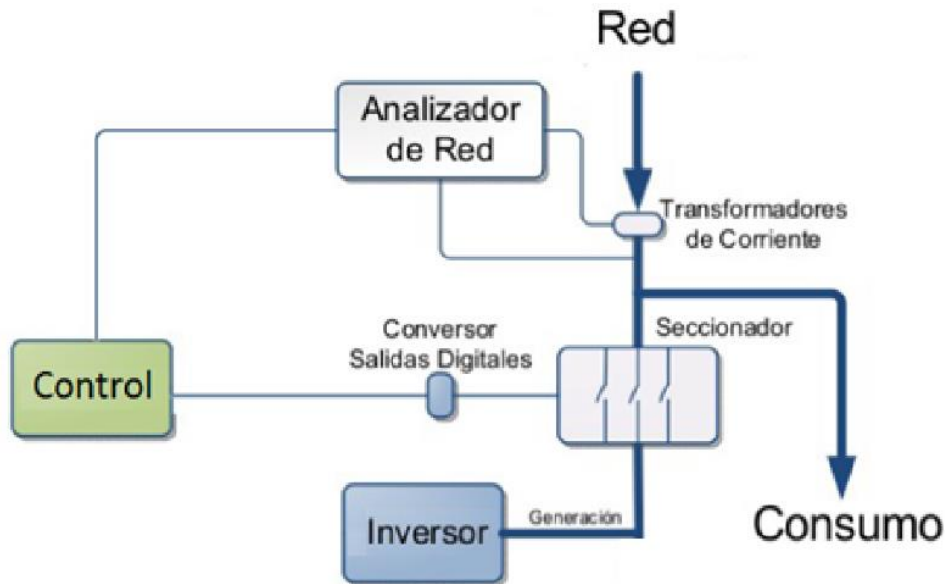 Red
Analizador
de Red
Transformadores
de Corriente
Seccionador
Conversor
Salidas Digitales
Control
Inversor
Generación
Consumo